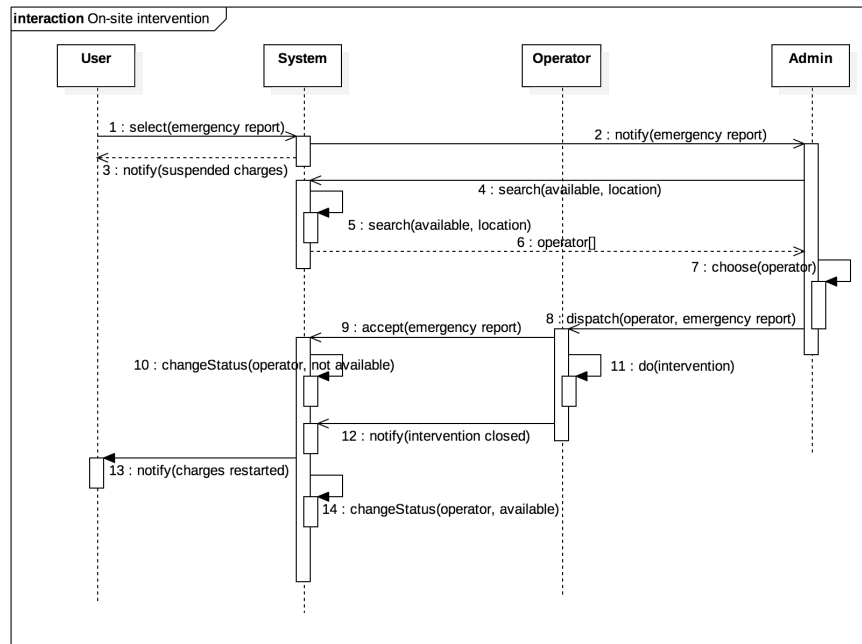 interaction On-site intervention
User
System
Operator
Admin
1 : select(emergency report)
2 : notify(emergency report)
3 : notify(suspended charges)
4 : search(available, location)
5 : search(available, location)
6 : operator[]
7 : choose(operator)
8 : dispatch(operator, emergency report)
9 : accept(emergency report)
10 : changeStatus(operator, not available)
11 : do(intervention)
12 : notify(intervention closed)
13 : notify(charges restarted)
14 : changeStatus(operator, available)